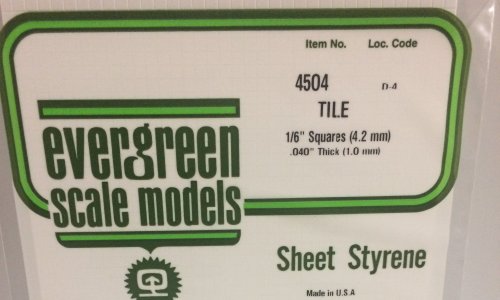 Item No. Loc. Code
4504 D-4
TILE
1/6" Squares (4.2 mm)
.040" Thick (1.0 mm)
evergreen
scale models
Sheet Styrene
Made in U.S.A